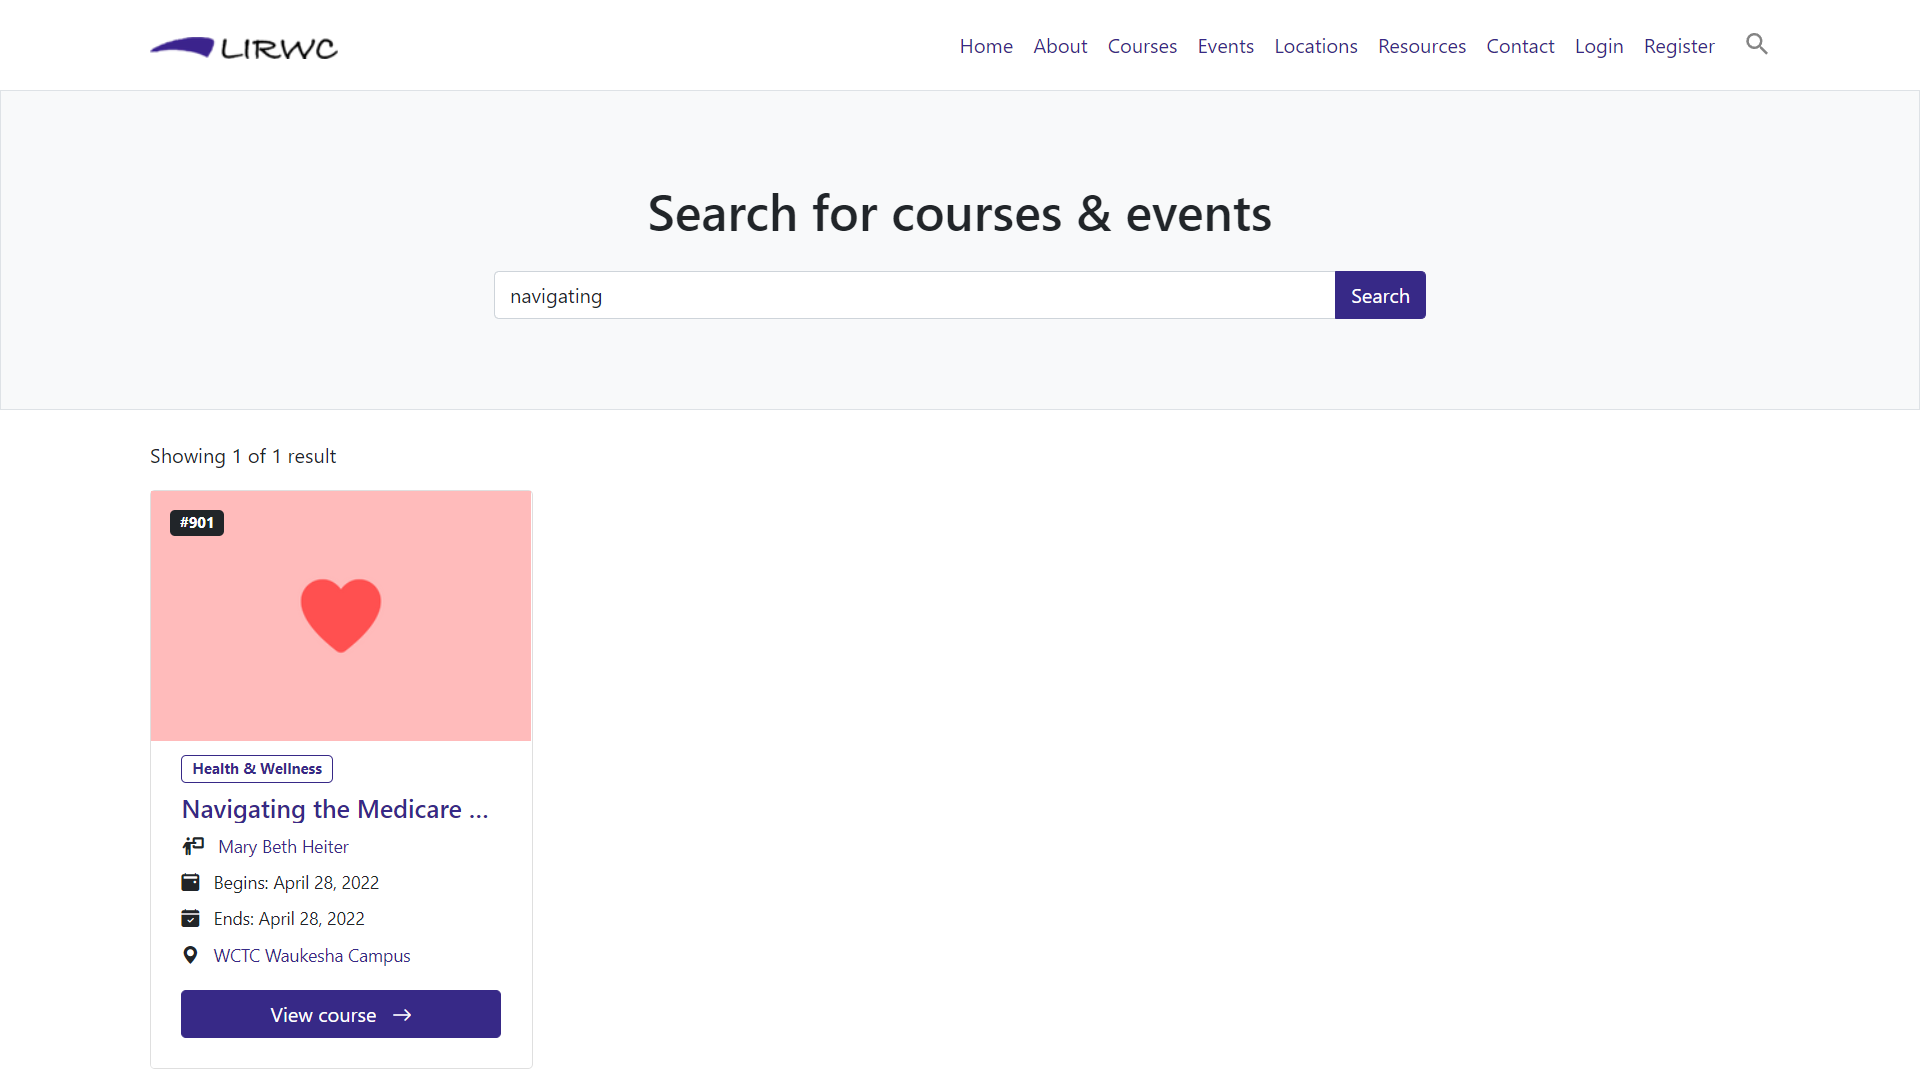 LIRWC
Home About Courses Events Locations Resources Contact Login Register
Search for courses & events
navigating
Search
Showing 1 of 1 result
#901
Health & Wellness
Navigating the Medicare ...
Mary Beth Heiter
Begins: April 28, 2022
Ends: April 28, 2022
WCTC Waukesha Campus
View course →